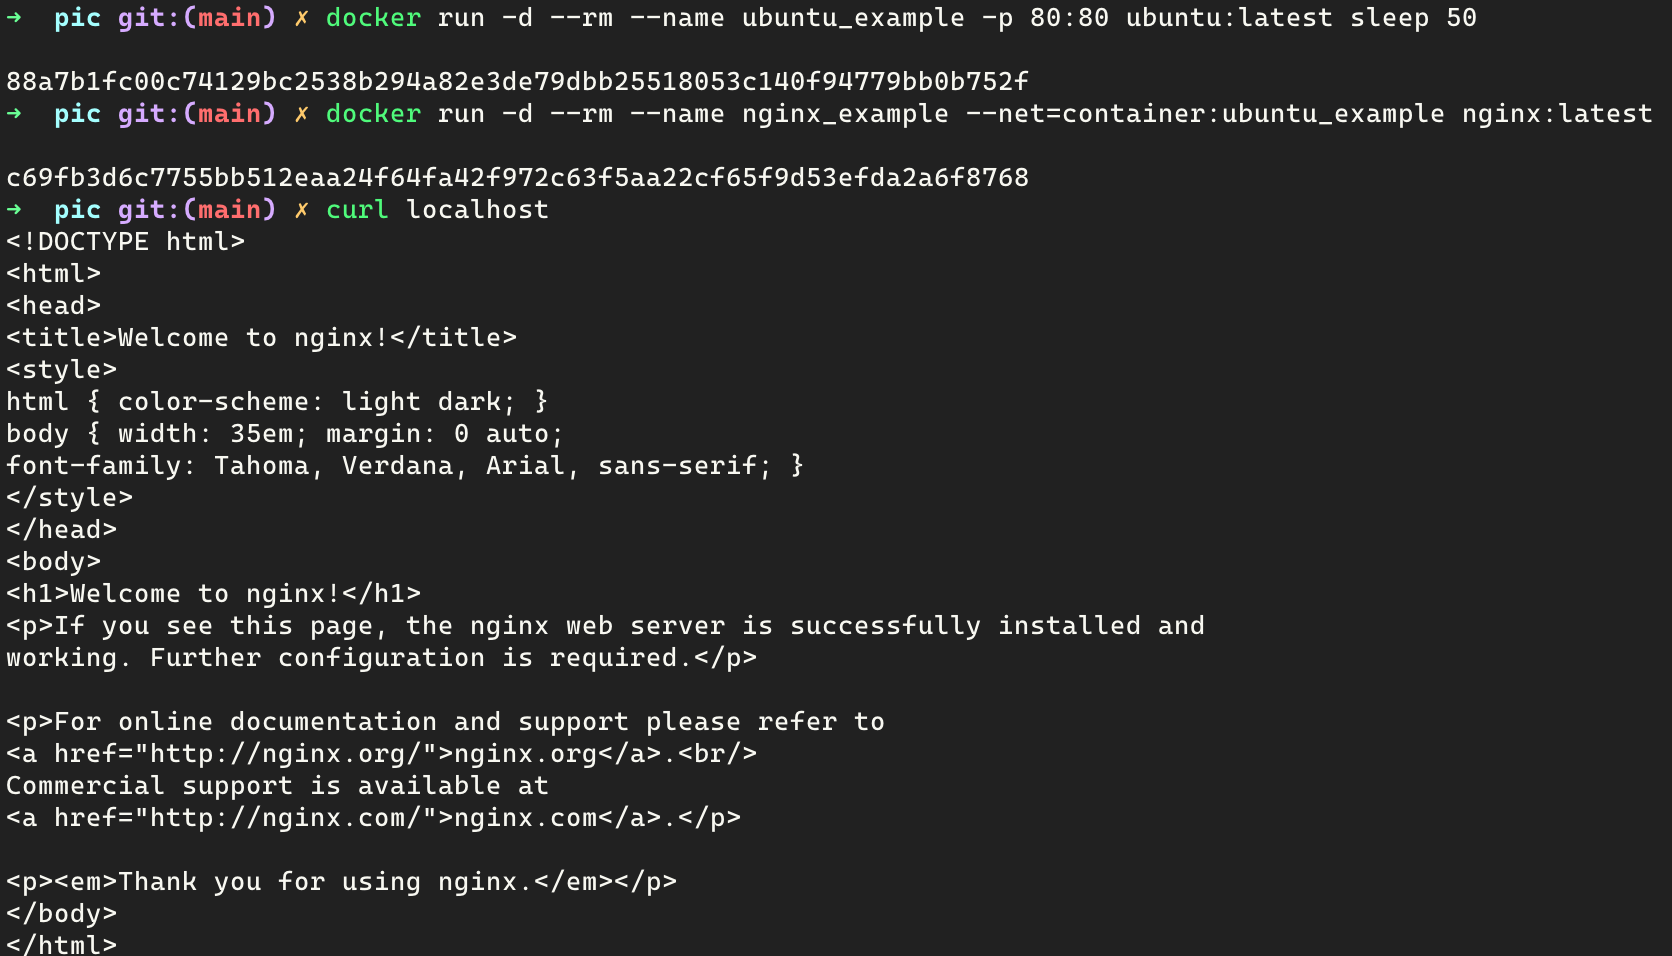 →  pic git:(main) ✗ docker run -d --rm --name ubuntu_example -p 80:80 ubuntu:latest sleep 50
88a7b1fc00c74129bc2538b294a82e3de79dbb25518053c140f94779bb0b752f
→  pic git:(main) ✗ docker run -d --rm --name nginx_example --net=container:ubuntu_example nginx:latest
c69fb3d6c7755bb512eaa24f64fa42f972c63f5aa22cf65f9d53efda2a6f8768
→  pic git:(main) ✗ curl localhost
<!DOCTYPE html>
<html>
<head>
<title>Welcome to nginx!</title>
<style>
html { color-scheme: light dark; }
body { width: 35em; margin: 0 auto;
font-family: Tahoma, Verdana, Arial, sans-serif; }
</style>
</head>
<body>
<h1>Welcome to nginx!</h1>
<p>If you see this page, the nginx web server is successfully installed and
working. Further configuration is required.</p>
<p>For online documentation and support please refer to
<a href="http://nginx.org/">nginx.org</a>.<br/>
Commercial support is available at
<a href="http://nginx.com/">nginx.com</a>.</p>
<p><em>Thank you for using nginx.</em></p>
</body>
</html>